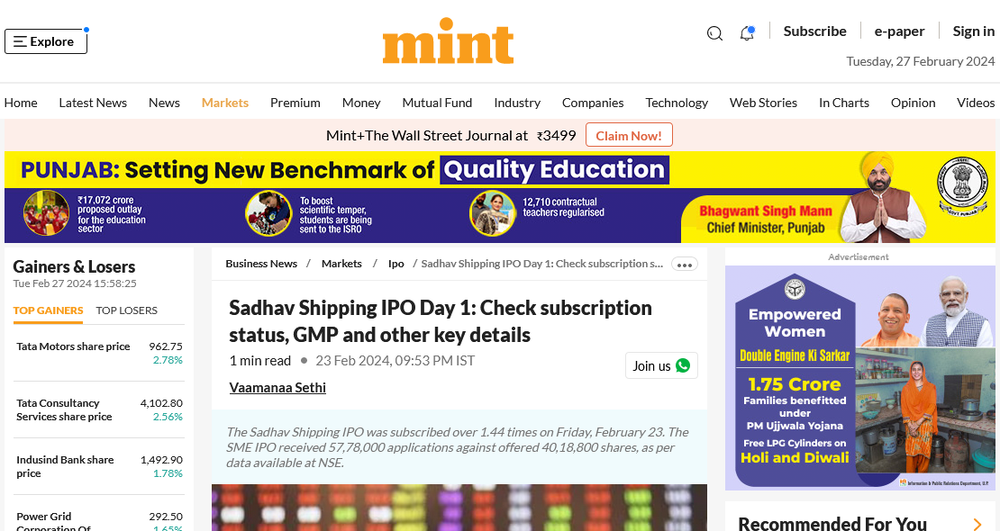 Explore
mint
Subscribe
e-paper
Sign in
Tuesday, 27 February 2024
Home
Latest News
News
Markets
Premium
Money
Mutual Fund
Industry
Companies
Technology
Web Stories
In Charts
Opinion
Videos
Mint+The Wall Street Journal at ₹3499 Claim Now!
PUNJAB: Setting New Benchmark of Quality Education
₹17,072 crore
proposed outlay
for the education
sector
To boost
scientific temper,
students are being
sent to the ISRO
12,710 contractual
teachers regularised
Bhagwant Singh Mann
Chief Minister, Punjab
Gainers & Losers
Tue Feb 27 2024 15:58:25
TOP GAINERS
TOP LOSERS
Tata Motors share price 962.75
2.78%
Tata Consultancy 4,102.80
Services share price 2.56%
Indusind Bank share 1,492.90
price 1.78%
Power Grid 292.50
Corporation Of 1.65%
Business News / Markets / Ipo / Sadhav Shipping IPO Day 1: Check subscription s...
Sadhav Shipping IPO Day 1: Check subscription
status, GMP and other key details
1 min read • 23 Feb 2024, 09:53 PM IST
Join us
Vaamanaa Sethi
The Sadhav Shipping IPO was subscribed over 1.44 times on Friday, February 23. The
SME IPO received 57,78,000 applications against offered 40,18,800 shares, as per
data available at NSE.
Advertisement
Empowered
Women
Double Engine Ki Sarkar
1.75 Crore
Families benefitted
under
PM Ujjwala Yojana
Free LPG Cylinders on
Holi and Diwali
Information & Public Relations Department, U.P.
Recommended For You